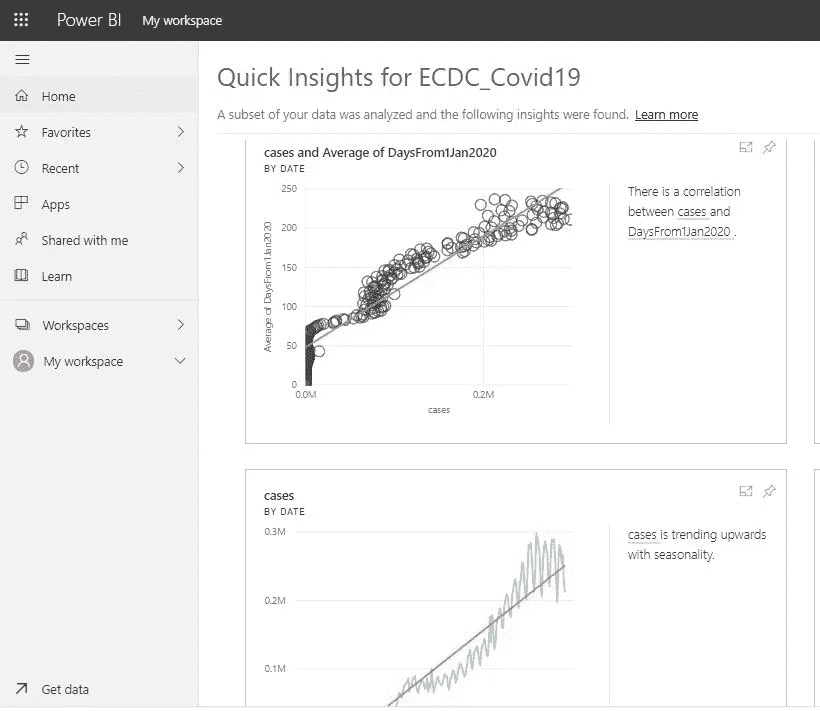 Power BI My workspace
Home
Favorites
Recent
Apps
Shared with me
Learn
Workspaces
My workspace
Get data
Quick Insights for ECDC_Covid19
A subset of your data was analyzed and the following insights were found. Learn more
cases and Average of DaysFrom1Jan2020
BY DATE
Average of DaysFrom1Jan2020
250
200
150
100
50
0
0.0M 0.2M
cases
There is a correlation
between cases and
DaysFrom1Jan2020 .
cases
BY DATE
0.3M
0.2M
0.1M
cases is trending upwards
with seasonality.